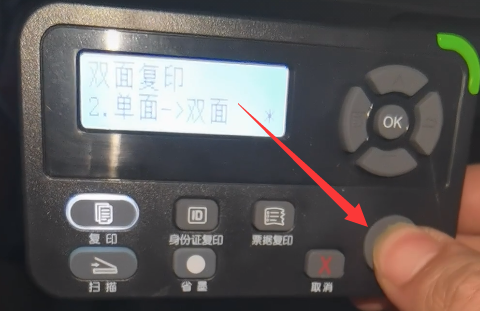 双面复印
2.单面->双面 *
OK
ID
复印
身份证复印
票据复印
扫描
省墨
取消